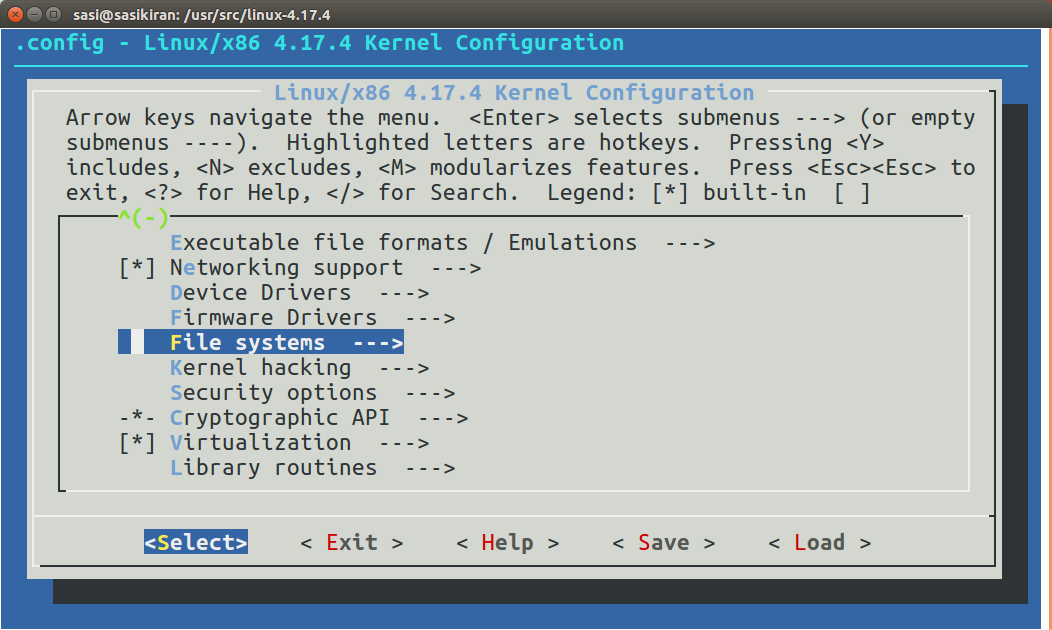 sasi@sasikiran: /usr/src/linux-4.17.4
.config - Linux/x86 4.17.4 Kernel Configuration
Linux/x86 4.17.4 Kernel Configuration
Arrow keys navigate the menu.  <Enter> selects submenus ---> (or empty
submenus ----).  Highlighted letters are hotkeys.  Pressing <Y>
includes, <N> excludes, <M> modularizes features.  Press <Esc><Esc> to
exit, <?> for Help, </> for Search.  Legend: [*] built-in  [ ]
^(-)
Executable file formats / Emulations  --->
[*] Networking support  --->
Device Drivers  --->
Firmware Drivers  --->
File systems  --->
Kernel hacking  --->
Security options  --->
-*- Cryptographic API  --->
[*] Virtualization  --->
Library routines  --->
<Select>    < Exit >    < Help >    < Save >    < Load >